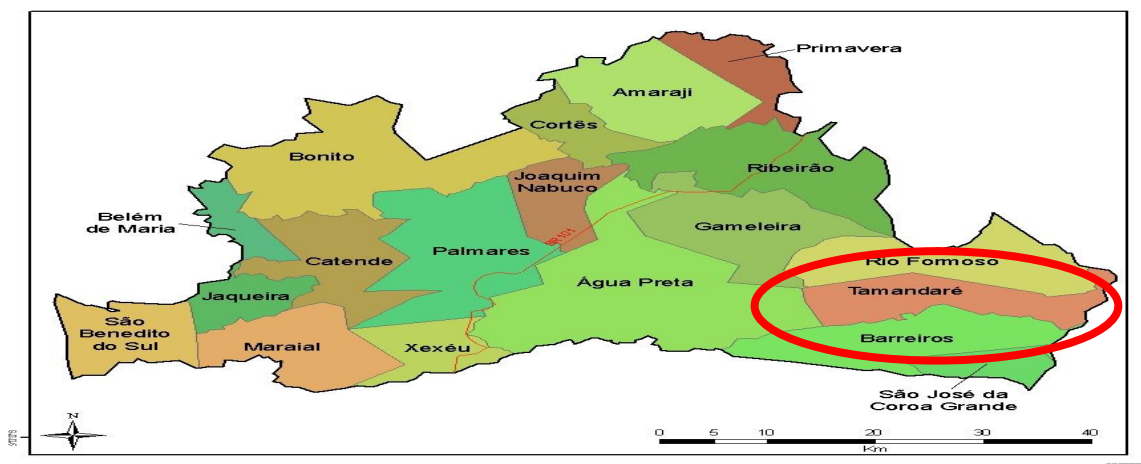 Primavera
Amaraji
Cortês
Bonito
Ribeirão
Joaquim
Nabuco
Belém
de Maria
Gameleira
BR 101
Palmares
Catende
Rio Formoso
Água Preta
Tamandaré
Jaqueira
São
Benedito
do Sul
Maraial
Xexéu
Barreiros
São José da
Coroa Grande
N
0 5 10 20 30 40
Km